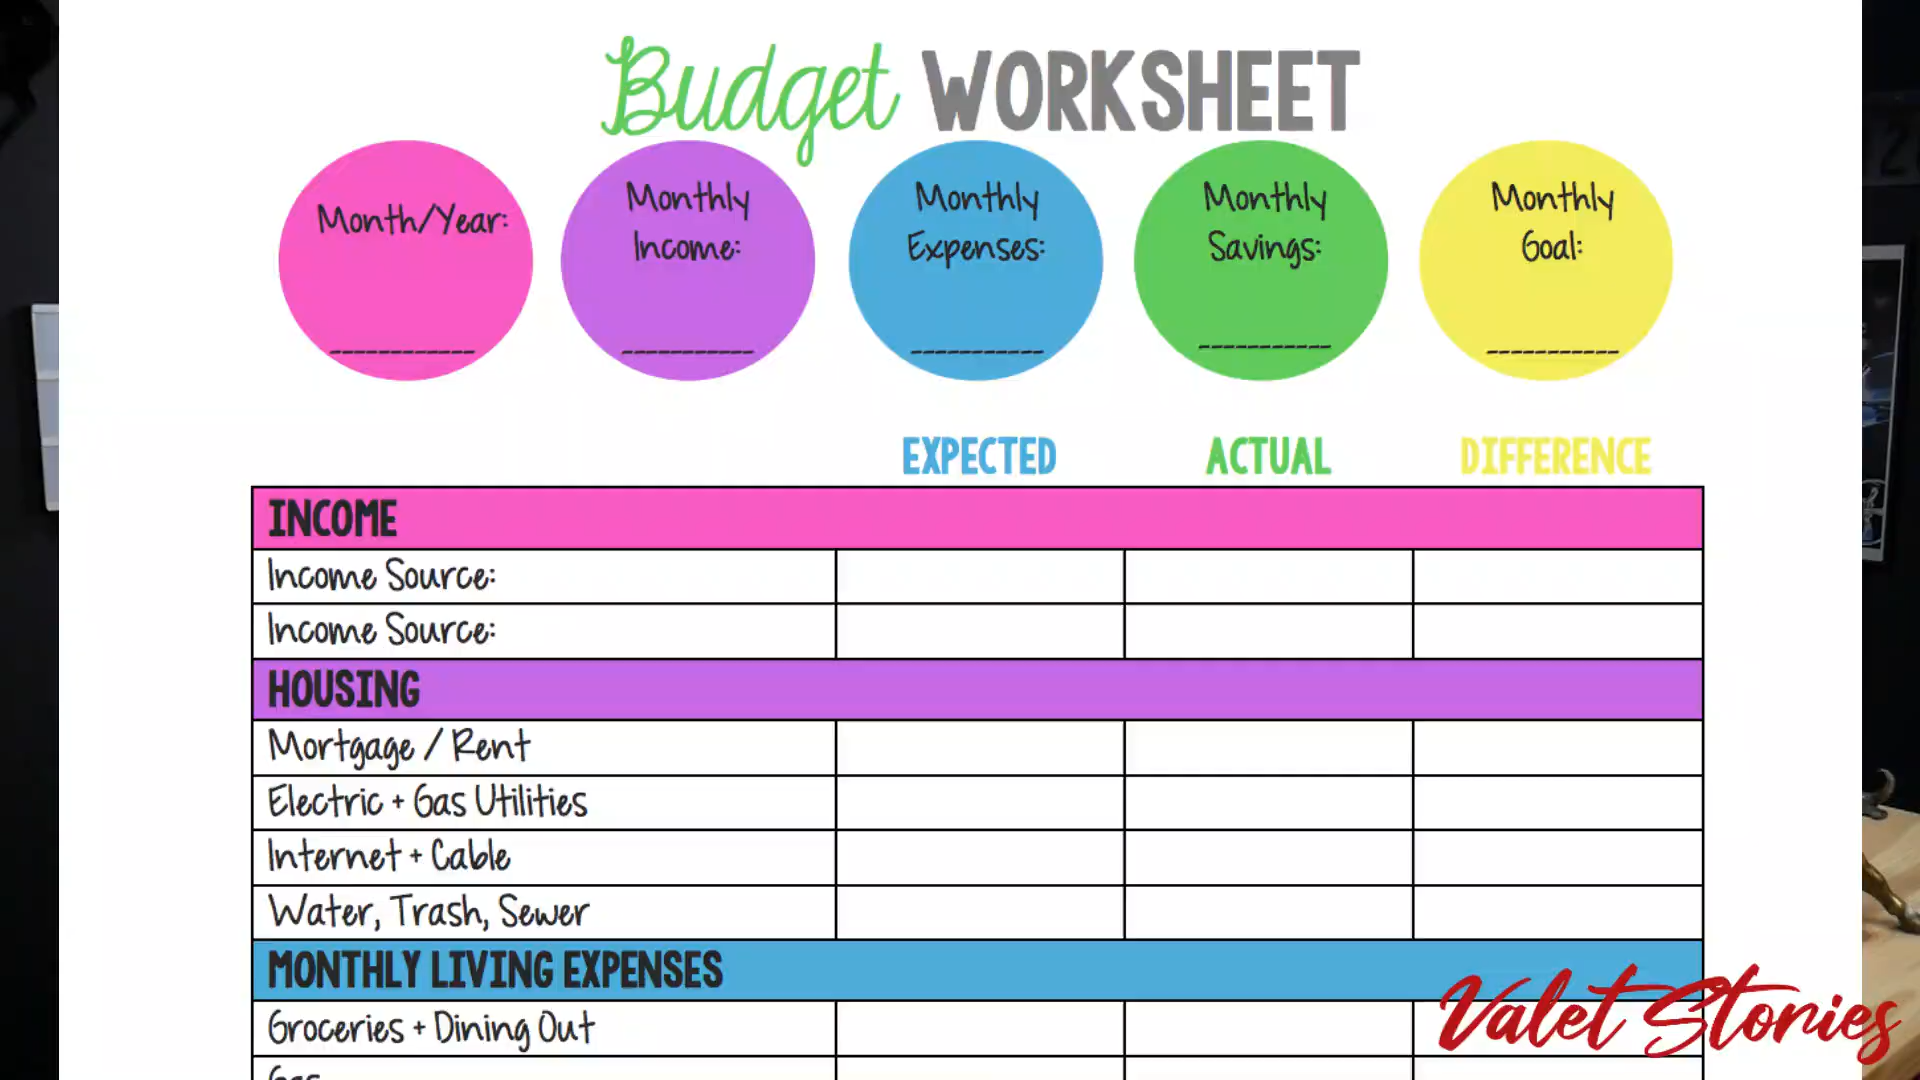 Budget WORKSHEET
Month/Year:
Monthly
Income:
Monthly
Expenses:
Monthly
Savings:
Monthly
Goal:
EXPECTED ACTUAL DIFFERENCE
INCOME
Income Source:
Income Source:
HOUSING
Mortgage / Rent
Electric + Gas Utilities
Internet + Cable
Water, Trash, Sewer
MONTHLY LIVING EXPENSES
Groceries + Dining Out
Gas
Valet Stories